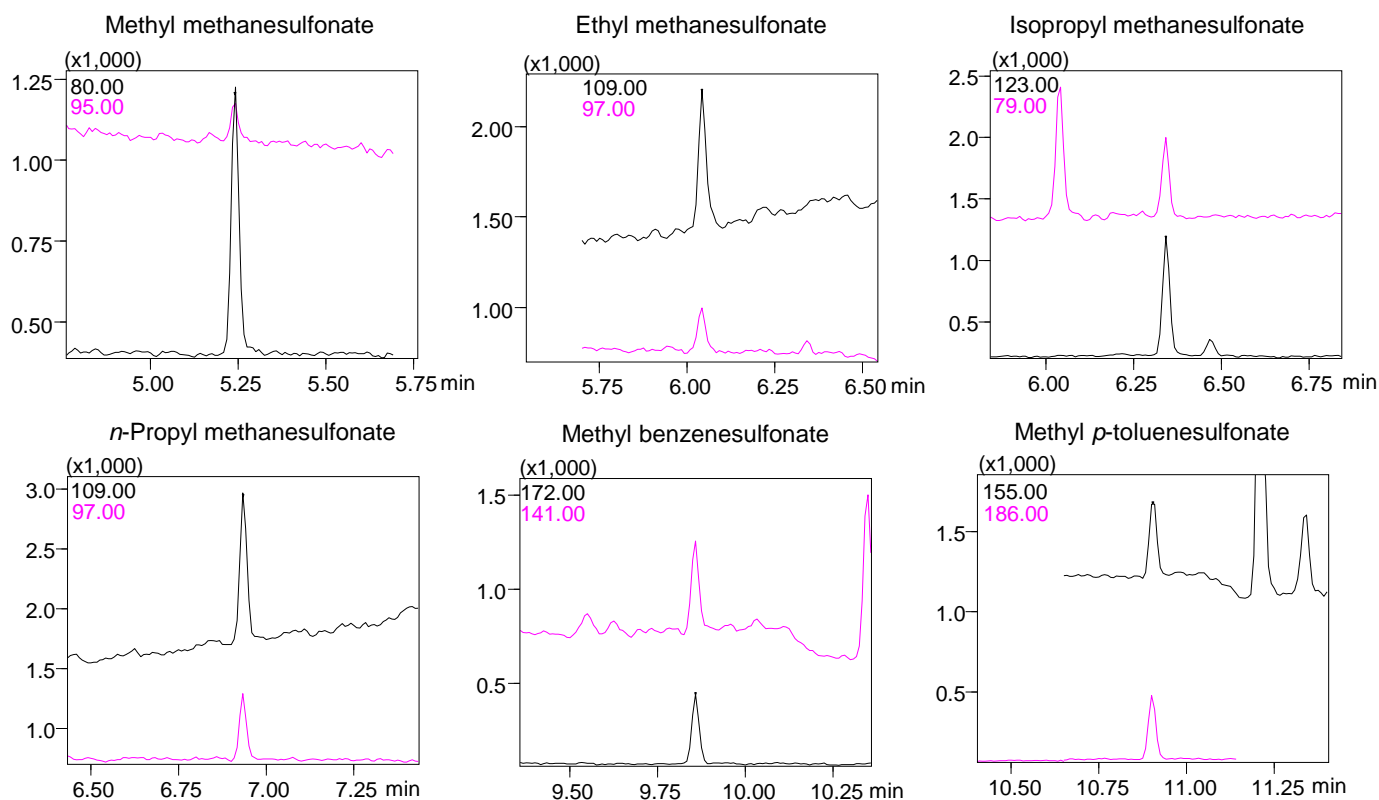 Methyl methanesulfonate
(x1,000)
80.00
95.00
1.25
1.00
0.75
0.50
5.00 5.25 5.50 5.75 min
Ethyl methanesulfonate
(x1,000)
109.00
97.00
2.00
1.50
1.00
5.75 6.00 6.25 6.50 min
Isopropyl methanesulfonate
(x1,000)
123.00
79.00
2.5
2.0
1.5
1.0
0.5
6.00 6.25 6.50 6.75 min
n-Propyl methanesulfonate
(x1,000)
109.00
97.00
3.0
2.5
2.0
1.5
1.0
6.50 6.75 7.00 7.25 min
Methyl benzenesulfonate
(x1,000)
172.00
141.00
1.5
1.0
0.5
9.50 9.75 10.00 10.25 min
Methyl p-toluenesulfonate
(x1,000)
155.00
186.00
1.5
1.0
0.5
10.50 10.75 11.00 11.25 min